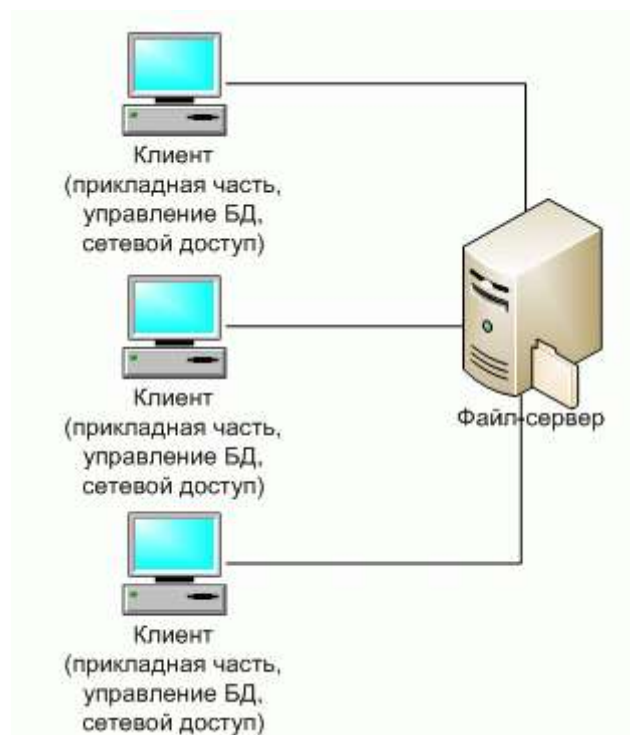 Клиент
(прикладная часть,
управление БД,
сетевой доступ)
Клиент
(прикладная часть,
управление БД,
сетевой доступ)
Файл-сервер
Клиент
(прикладная часть,
управление БД,
сетевой доступ)